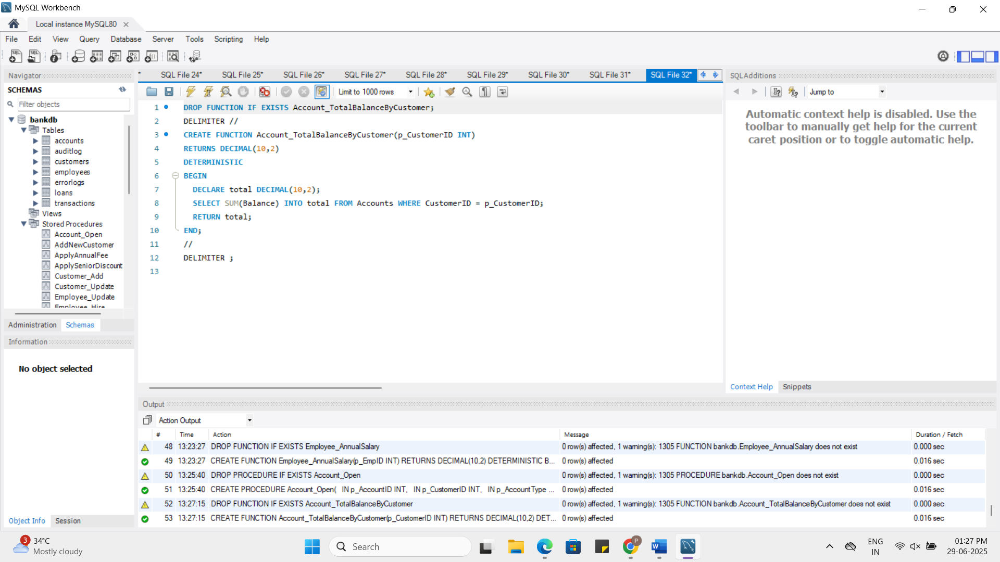 MySQL Workbench
Local instance MySQL80
File Edit View Query Database Server Tools Scripting Help
Navigator
SCHEMAS
Filter objects
bankdb
Tables
accounts
auditlog
customers
employees
errorlogs
loans
transactions
Views
Stored Procedures
Account_Open
AddNewCustomer
ApplyAnnualFee
ApplySeniorDiscount
Customer_Add
Customer_Update
Employee_Update
Employee_Hire
Administration Schemas
Information
No object selected
Object Info Session
* SQL File 24* SQL File 25* SQL File 26* SQL File 27* SQL File 28* SQL File 29* SQL File 30* SQL File 31* SQL File 32*
Limit to 1000 rows
1 DROP FUNCTION IF EXISTS Account_TotalBalanceByCustomer;
2 DELIMITER //
3 CREATE FUNCTION Account_TotalBalanceByCustomer(p_CustomerID INT)
4 RETURNS DECIMAL(10,2)
5 DETERMINISTIC
6 BEGIN
7 DECLARE total DECIMAL(10,2);
8 SELECT SUM(Balance) INTO total FROM Accounts WHERE CustomerID = p_CustomerID;
9 RETURN total;
10 END;
11 //
12 DELIMITER ;
13
SQLAdditions
Jump to
Automatic context help is disabled. Use the
toolbar to manually get help for the current
caret position or to toggle automatic help.
Context Help Snippets
Output
Action Output
# Time Action Message Duration / Fetch
48 13:23:27 DROP FUNCTION IF EXISTS Employee_AnnualSalary 0 row(s) affected, 1 warning(s): 1305 FUNCTION bankdb.Employee_AnnualSalary does not exist 0.000 sec
49 13:23:27 CREATE FUNCTION Employee_AnnualSalary(p_EmpID INT) RETURNS DECIMAL(10,2) DETERMINISTIC B... 0 row(s) affected 0.016 sec
50 13:25:40 DROP PROCEDURE IF EXISTS Account_Open 0 row(s) affected, 1 warning(s): 1305 PROCEDURE bankdb.Account_Open does not exist 0.000 sec
51 13:25:40 CREATE PROCEDURE Account_Open( IN p_AccountID INT, IN p_CustomerID INT, IN p_AccountType ... 0 row(s) affected 0.016 sec
52 13:27:15 DROP FUNCTION IF EXISTS Account_TotalBalanceByCustomer 0 row(s) affected, 1 warning(s): 1305 FUNCTION bankdb.Account_TotalBalanceByCustomer does not exist 0.000 sec
53 13:27:15 CREATE FUNCTION Account_TotalBalanceByCustomer(p_CustomerID INT) RETURNS DECIMAL(10,2) DET... 0 row(s) affected 0.016 sec
3
34°C
Mostly cloudy
Search
P
W
ENG
IN
01:27 PM
29-06-2025